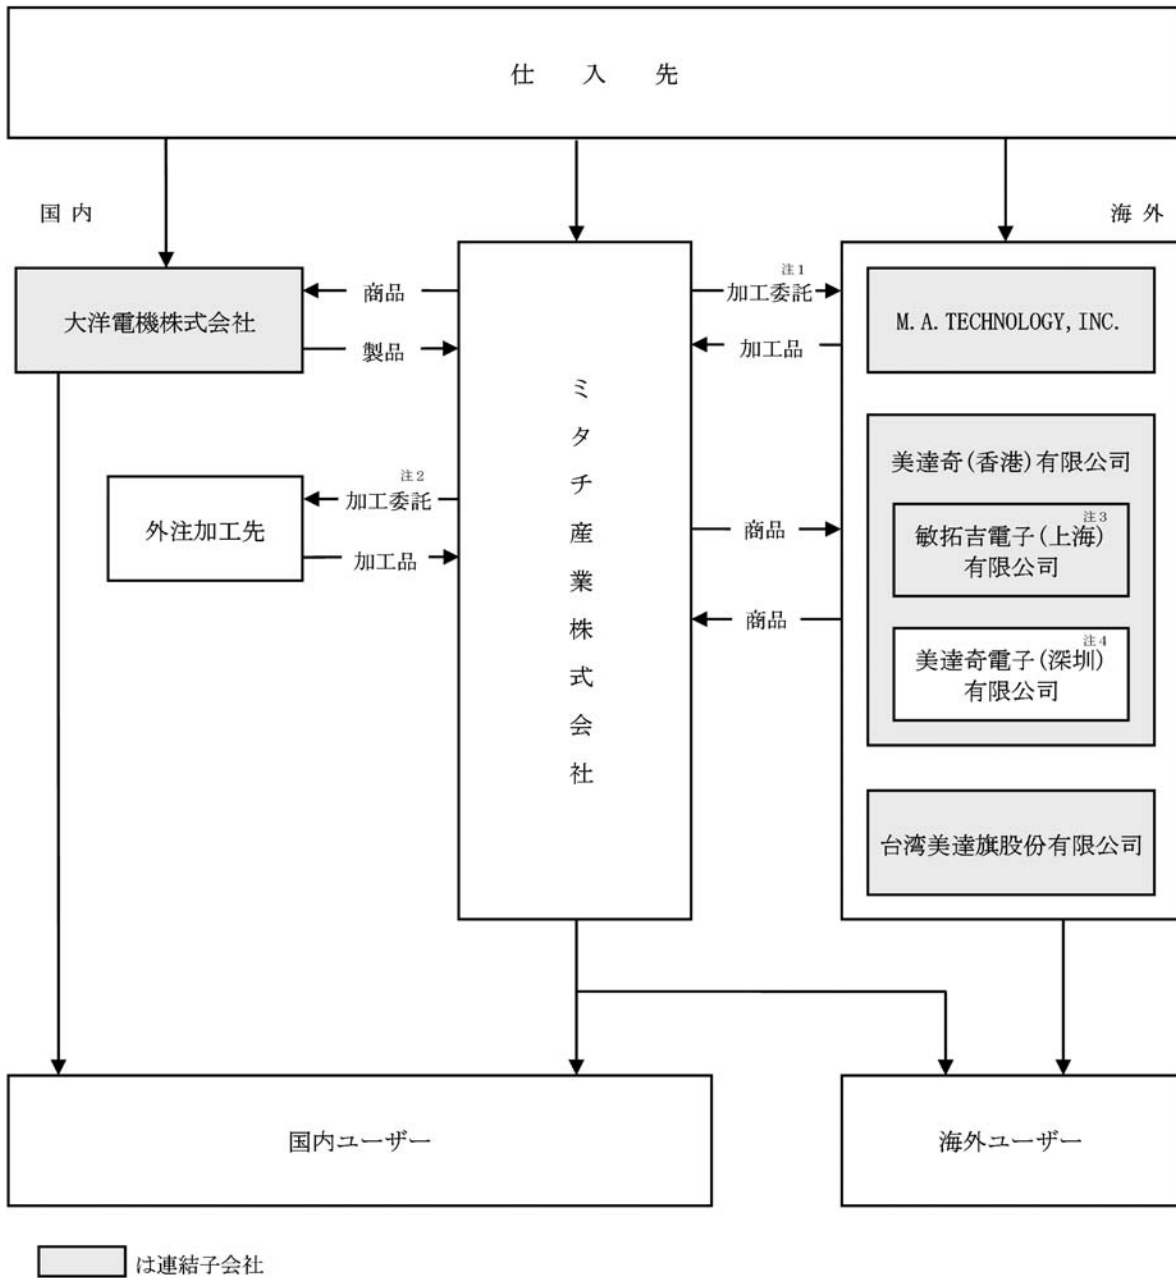 仕入先
国内
海外
大洋電機株式会社
商品
製品
注2
加工委託
加工品
外注加工先
ミタチ産業株式会社
注1
加工委託
加工品
商品
商品
M.A.TECHNOLOGY,INC.
美達奇(香港)有限公司
注3
敏拓吉電子(上海)
有限公司
注4
美達奇電子(深圳)
有限公司
台湾美達旗股份有限公司
国内ユーザー
海外ユーザー
は連結子会社